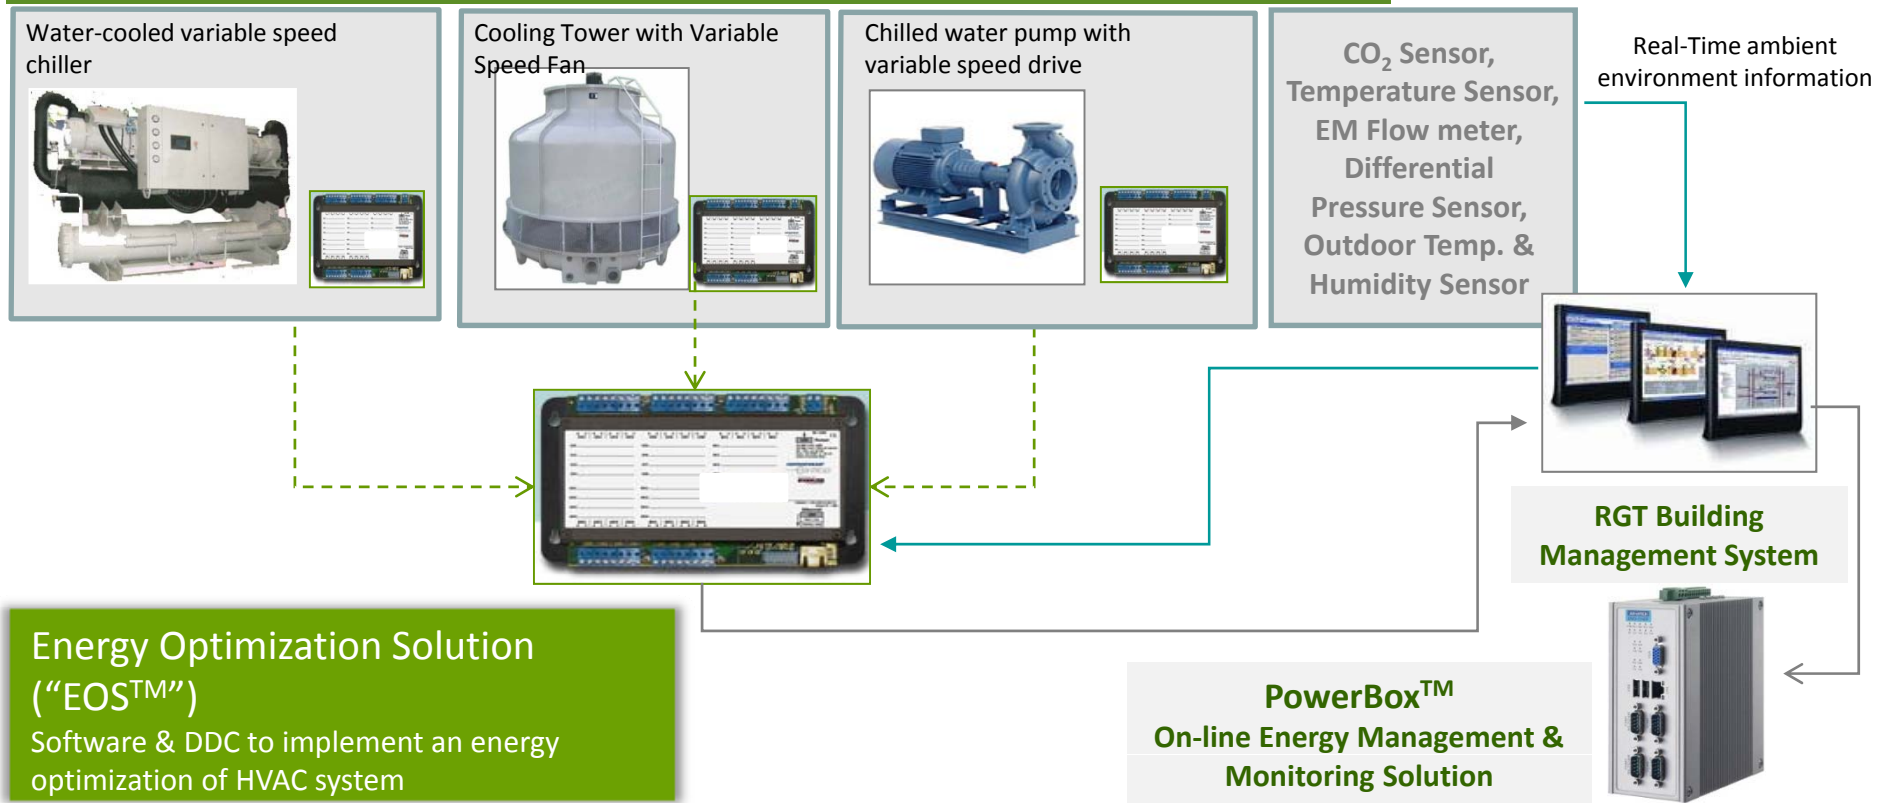 Water-cooled variable speed
chiller
Cooling Tower with Variable
Speed Fan
Chilled water pump with
variable speed drive
CO₂ Sensor,
Temperature Sensor,
EM Flow meter,
Differential
Pressure Sensor,
Outdoor Temp. &
Humidity Sensor
Real-Time ambient
environment information
RGT Building
Management System
Energy Optimization Solution
(“EOS™”)
Software & DDC to implement an energy
optimization of HVAC system
PowerBox™
On-line Energy Management &
Monitoring Solution